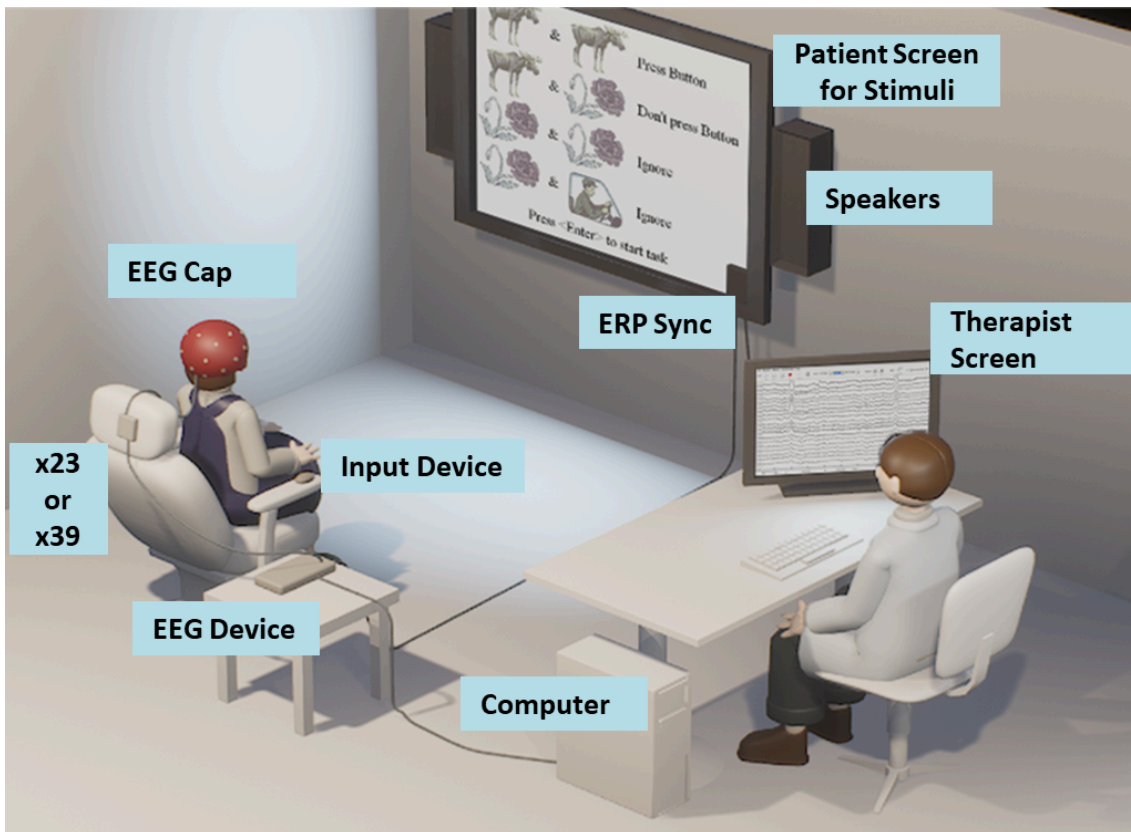 &
Press Button
&
Don't press Button
&
Ignore
&
Ignore
Press <Enter> to start task
Patient Screen
for Stimuli
Speakers
EEG Cap
ERP Sync
Therapist
Screen
x23
or
x39
Input Device
EEG Device
Computer